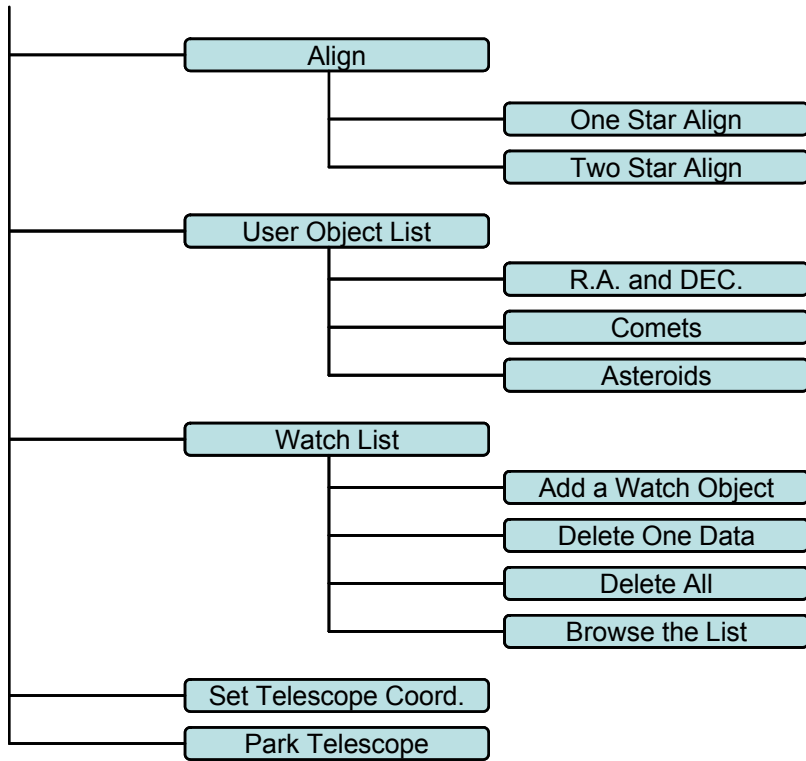 Align
One Star Align
Two Star Align
User Object List
R.A. and DEC.
Comets
Asteroids
Watch List
Add a Watch Object
Delete One Data
Delete All
Browse the List
Set Telescope Coord.
Park Telescope